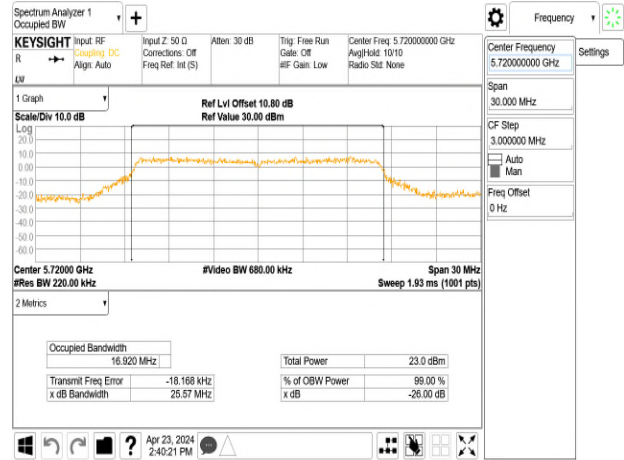 Spectrum Analyzer 1
Occupied BW
+
Frequency
KEYSIGHT
R
Input: RF
Coupling: DC
Align: Auto
Input Z: 50 Ω
Corrections: Off
Freq Ref: Int (S)
Atten: 30 dB
Trig: Free Run
Gate: Off
#IF Gain: Low
Center Freq: 5.720000000 GHz
Avg|Hold: 10/10
Radio Std: None
Center Frequency
5.720000000 GHz
Settings
Span
30.000 MHz
CF Step
3.000000 MHz
Auto
Man
Freq Offset
0 Hz
1 Graph
Ref Lvl Offset 10.80 dB
Scale/Div 10.0 dB
Ref Value 30.00 dBm
Log
20.0
10.0
0.00
-10.0
-20.0
-30.0
-40.0
-50.0
-60.0
Center 5.72000 GHz
#Video BW 680.00 kHz
Span 30 MHz
#Res BW 220.00 kHz
Sweep 1.93 ms (1001 pts)
2 Metrics
Occupied Bandwidth
16.920 MHz
Total Power 23.0 dBm
Transmit Freq Error -18.168 kHz
% of OBW Power 99.00 %
x dB Bandwidth 25.57 MHz
x dB -26.00 dB
?
Apr 23, 2024
2:40:21 PM